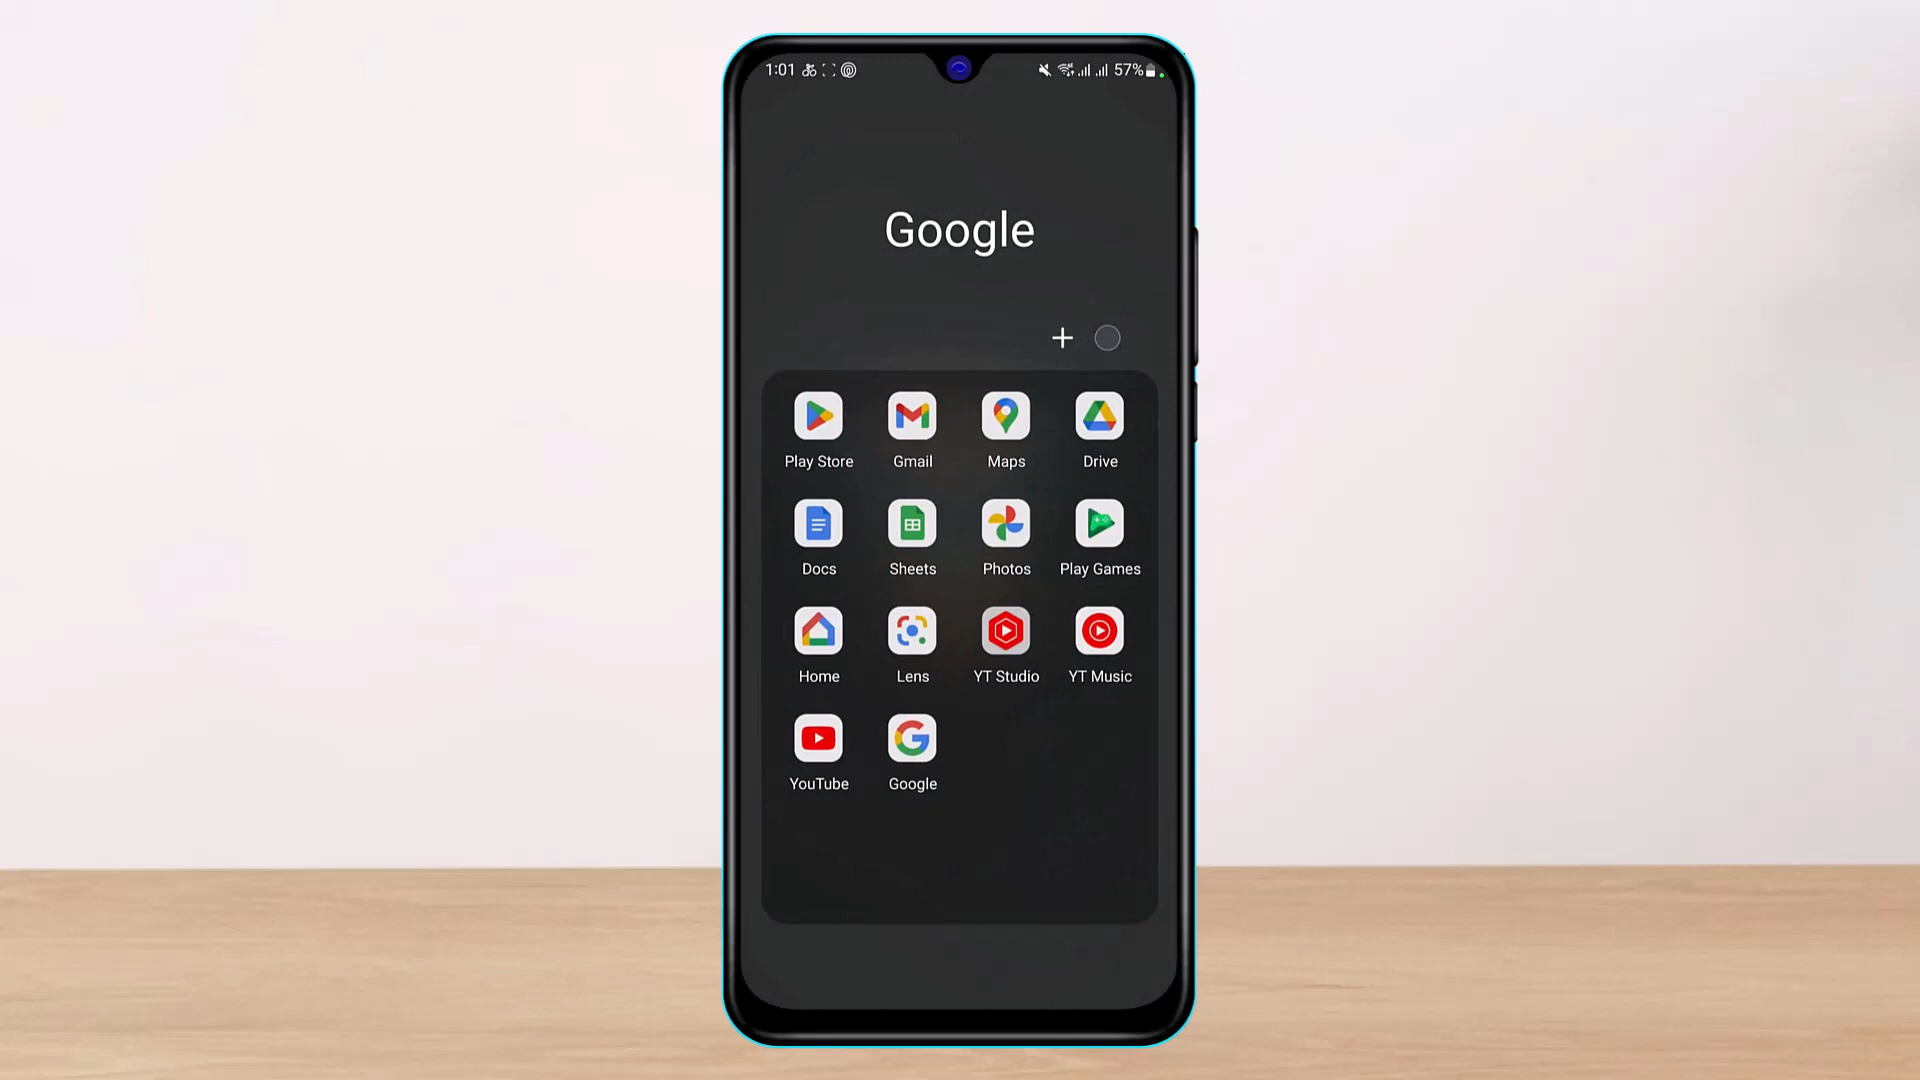 1:01 57%
Google
Play Store Gmail Maps Drive
Docs Sheets Photos Play Games
Home Lens YT Studio YT Music
YouTube Google